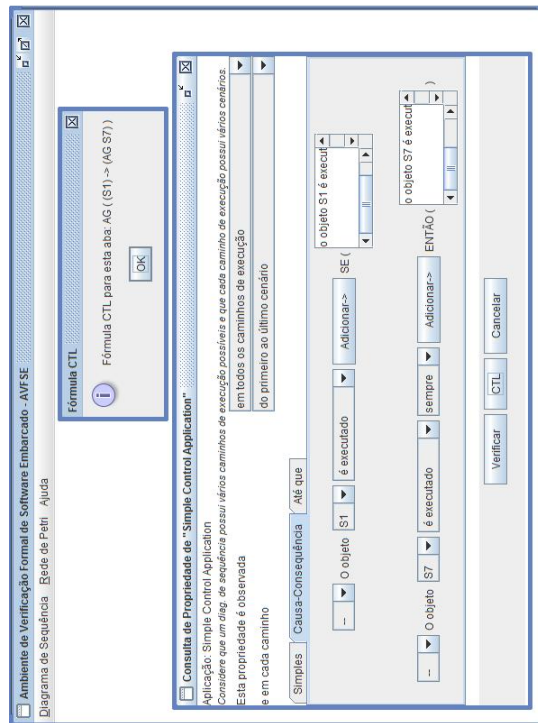 Ambiente de Verificação Formal de Software Embarcado - AVFSE
Diagrama de Sequência Rede de Petri Ajuda
Fórmula CTL
i Fórmula CTL para esta aba: AG ( (S1) -> (AG S7) )
OK
Consulta de Propriedade de "Simple Control Application"
Aplicação: Simple Control Application
Considere que um diag. de sequência possui vários caminhos de execução possíveis e que cada caminho de execução possui vários cenários.
Esta propriedade é observada em todos os caminhos de execução
e em cada caminho do primeiro ao último cenário
Simples Causa-Consequência Até que
-- O objeto S1 é executado Adicionar-> SE ( o objeto S1 é execut )
-- O objeto S7 é executado sempre Adicionar-> ENTÃO ( o objeto S7 é execut )
Verificar CTL Cancelar